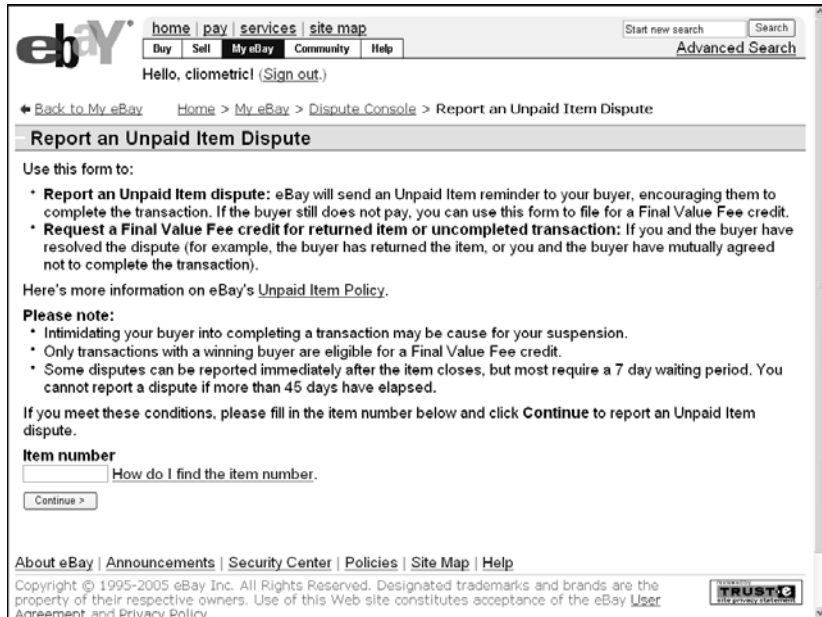 ebaY
home | pay | services | site map
Start new search Search
Buy Sell My eBay Community Help
Advanced Search
Hello, cliometric! (Sign out.)
Back to My eBay Home > My eBay > Dispute Console > Report an Unpaid Item Dispute
Report an Unpaid Item Dispute
Use this form to:
• Report an Unpaid Item dispute: eBay will send an Unpaid Item reminder to your buyer, encouraging them to
complete the transaction. If the buyer still does not pay, you can use this form to file for a Final Value Fee credit.
• Request a Final Value Fee credit for returned item or uncompleted transaction: If you and the buyer have
resolved the dispute (for example, the buyer has returned the item, or you and the buyer have mutually agreed
not to complete the transaction).
Here's more information on eBay's Unpaid Item Policy.
Please note:
• Intimidating your buyer into completing a transaction may be cause for your suspension.
• Only transactions with a winning buyer are eligible for a Final Value Fee credit.
• Some disputes can be reported immediately after the item closes, but most require a 7 day waiting period. You
cannot report a dispute if more than 45 days have elapsed.
If you meet these conditions, please fill in the item number below and click Continue to report an Unpaid Item
dispute.
Item number
How do I find the item number.
Continue >
About eBay | Announcements | Security Center | Policies | Site Map | Help
Copyright © 1995-2005 eBay Inc. All Rights Reserved. Designated trademarks and brands are the
property of their respective owners. Use of this Web site constitutes acceptance of the eBay User
Agreement and Privacy Policy.
reviewed by
TRUSTe
site privacy statement